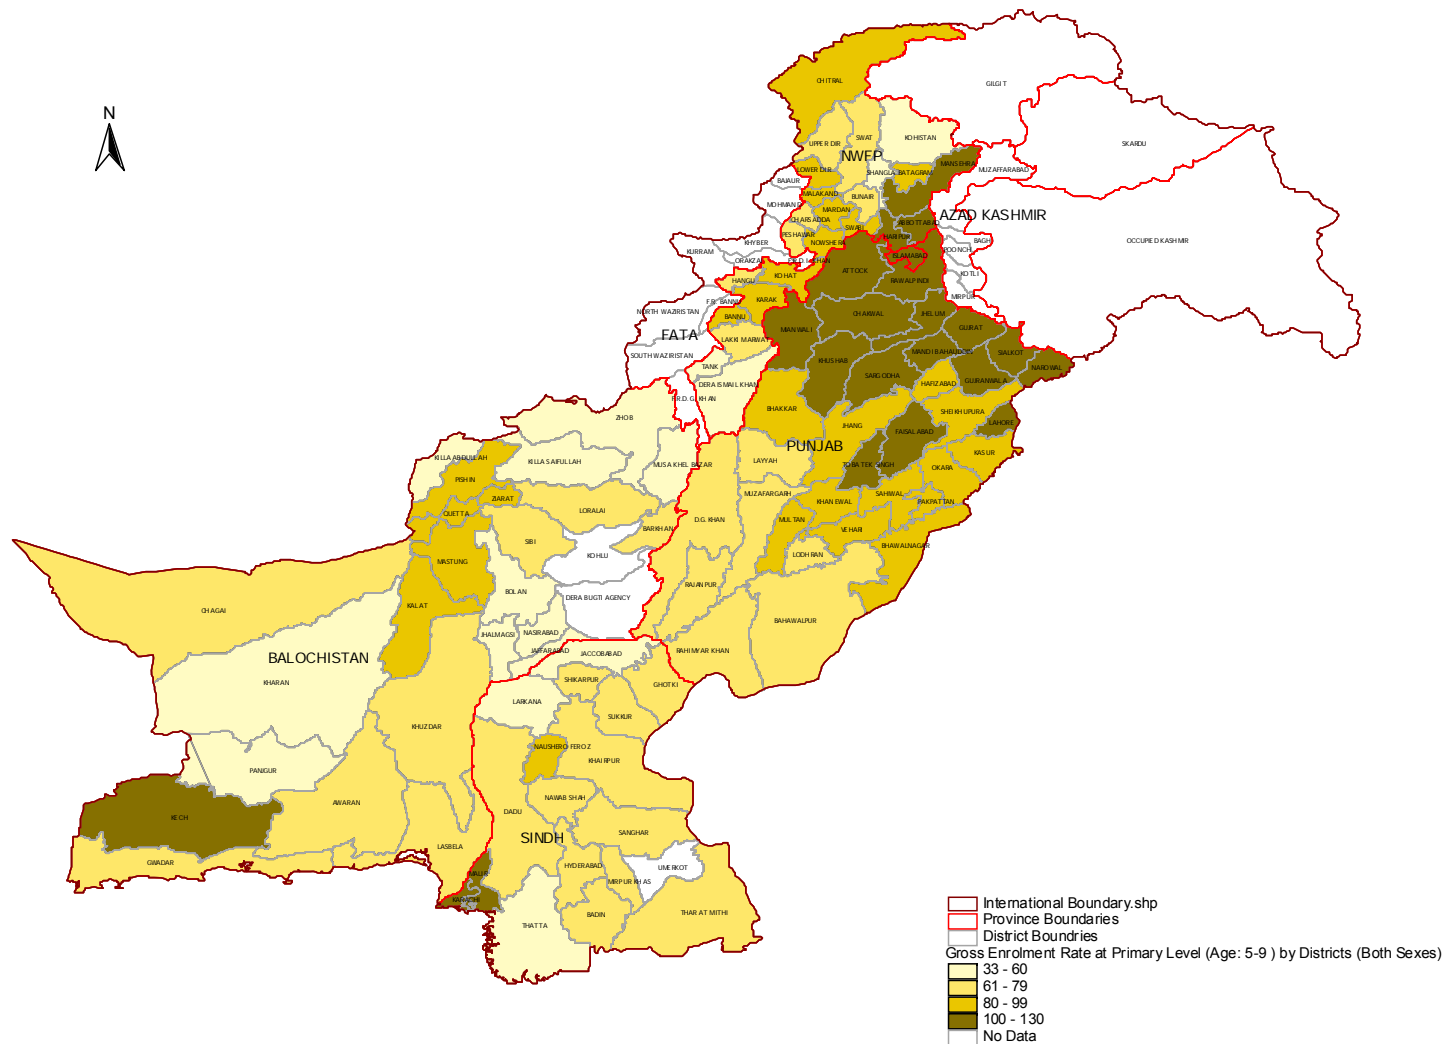 N
CHITRAL
GILGIT
SKARDU
KOHISTAN
SWAT
UPPER DIR
NWFP
LOWER DIR
SHANGLA
BATAGRAM
MANSEHRA
MUZAFFARABAD
BAJAUR
MALAKAND
BUNAIR
MOHMAND
MARDAN
CHARSADDA
SWABI
ABBOTTABAD
AZAD KASHMIR
PESHAWAR
NOWSHERA
HARIPUR
BAGH
POONCH
OCCUPIED KASHMIR
KHYBER
KURRAM
ORAKZAI
ISLAMABAD
KOTLI
HANGU
KOHAT
ATTOCK
RAWALPINDI
MIRPUR
F.R. BANNU
KARAK
NORTH WAZIRISTAN
BANNU
CHAKWAL
JHELUM
GUJRAT
MIANWALI
FATA
LAKKI MARWAT
SOUTH WAZIRISTAN
TANK
KHUSHAB
MANDI BAHAUDDIN
SIALKOT
NAROWAL
SARGODHA
GUJRANWALA
HAFIZABAD
DERA ISMAIL KHAN
F.R.D.G. KHAN
BHAKKAR
SHEIKHUPURA
LAHORE
ZHOB
JHANG
FAISALABAD
PUNJAB
KASUR
KILLA ABDULLAH
KILLA SAIFULLAH
MUSA KHEL BAZAR
LAYYAH
TOBA TEK SINGH
OKARA
PISHIN
ZIARAT
MUZAFARGARH
SAHIWAL
KHANEWAL
PAKPATTAN
QUETTA
LORALAI
D.G. KHAN
MULTAN
VEHARI
BARKHAN
SIBI
KOHLU
LODHRAN
BHAWALNAGAR
MASTUNG
BOLAN
DERA BUGTI AGENCY
RAJANPUR
KALAT
CHAGAI
BAHAWALPUR
JHALMAGSI
NASIRABAD
JAFFARABAD
JACCOBABAD
RAHIMYAR KHAN
BALOCHISTAN
KHARAN
SHIKARPUR
GHOTKI
LARKANA
SUKKUR
KHUZDAR
NAUSHERO FEROZ
KHAIRPUR
PANJGUR
NAWAB SHAH
AWARAN
DADU
KECH
SANGHAR
SINDH
LASBELA
GWADAR
HYDERABAD
UMERKOT
MALIR
MIRPUR KHAS
KARACHI
BADIN
THAR AT MITHI
THATTA
International Boundary.shp
Province Boundaries
District Boundries
Gross Enrolment Rate at Primary Level (Age: 5-9 ) by Districts (Both Sexes)
33 - 60
61 - 79
80 - 99
100 - 130
No Data